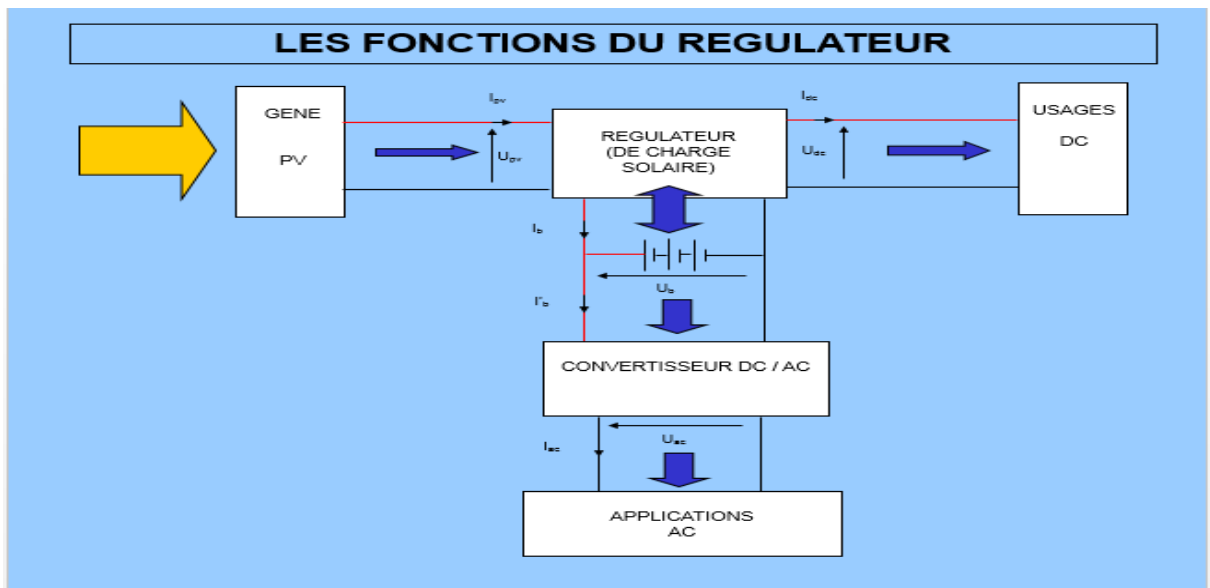 LES FONCTIONS DU REGULATEUR
GENE
PV
Ipv
Upv
REGULATEUR
(DE CHARGE
SOLAIRE)
Idc
Udc
USAGES
DC
Ib
Ub
I'b
CONVERTISSEUR DC / AC
Iac
Uac
APPLICATIONS
AC